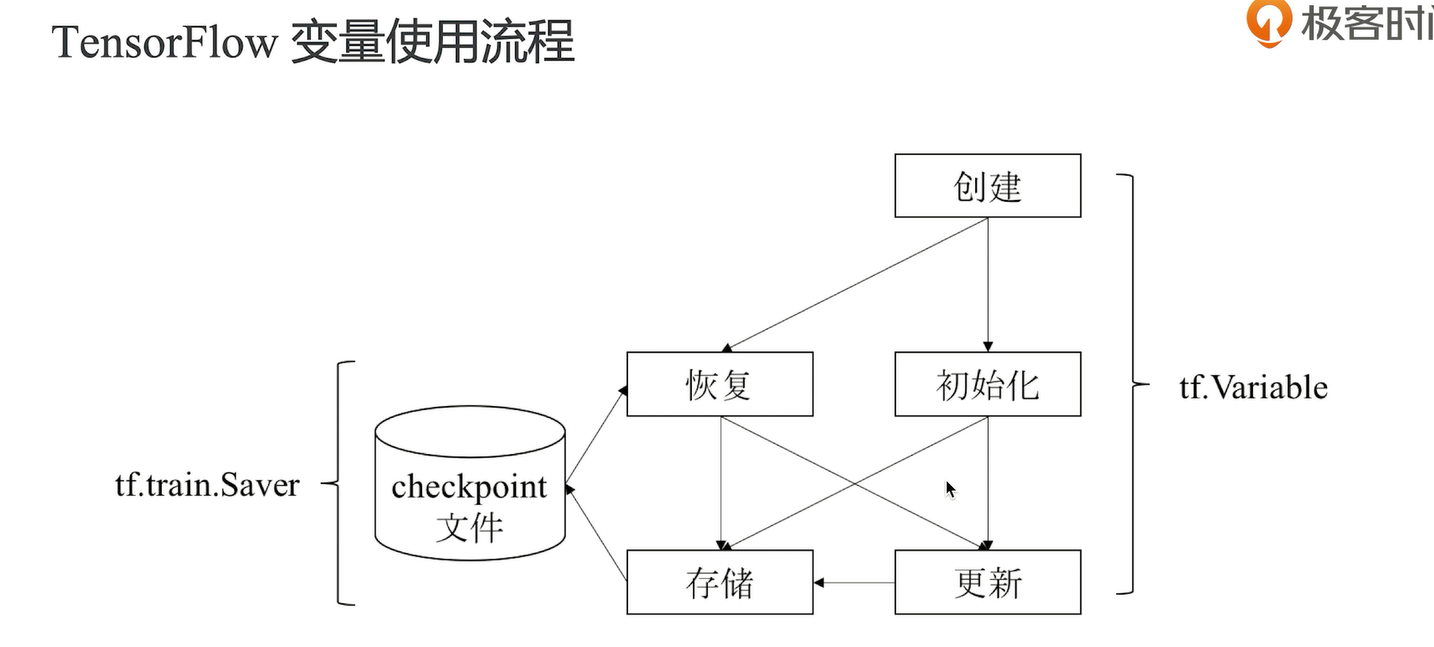 TensorFlow 变量使用流程
极客时
创建
恢复
初始化
tf.Variable
tf.train.Saver
checkpoint
文件
存储
更新